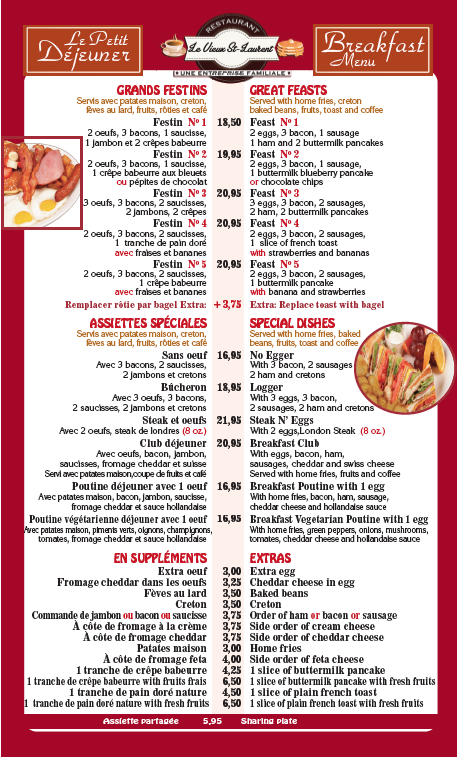 Le Petit
Déjeuner
RESTAURANT
Le Vieux St-Laurent
UNE ENTREPRISE FAMILIALE
Breakfast
Menu
GRANDS FESTINS
Servis avec patates maison, creton,
fèves au lard, fruits, rôties et café
GREAT FEASTS
Served with home fries, creton
baked beans, fruits, toast and coffee
Festin Nº 1 18,50 Feast Nº 1
2 oeufs, 3 bacons, 1 saucisse, 2 eggs, 3 bacon, 1 sausage
1 jambon et 2 crêpes babeurre 1 ham and 2 buttermilk pancakes
Festin Nº 2 19,95 Feast Nº 2
2 oeufs, 3 bacons, 1 saucisse, 2 eggs, 3 bacon, 1 sausage,
1 crêpe babeurre aux bleuets 1 buttermilk blueberry pancake
ou pépites de chocolat or chocolate chips
Festin Nº 3 20,95 Feast Nº 3
3 oeufs, 3 bacons, 2 saucisses, 3 eggs, 3 bacon, 2 sausages,
2 jambons, 2 crêpes 2 ham, 2 buttermilk pancakes
Festin Nº 4 20,95 Feast Nº 4
2 oeufs, 3 bacons, 2 saucisses, 2 eggs, 3 bacon, 2 sausages,
1 tranche de pain doré 1 slice of french toast
avec fraises et bananes with strawberries and bananas
Festin Nº 5 20,95 Feast Nº 5
2 oeufs, 3 bacons, 2 saucisses, 2 eggs, 3 bacon, 2 sausages,
1 crêpe babeurre 1 buttermilk pancake
avec fraises et bananes with banana and strawberries
Remplacer rôtie par bagel Extra: +3,75 Extra: Replace toast with bagel
ASSIETTES SPÉCIALES
Servis avec patates maison, creton,
fèves au lard, fruits, rôties et café
SPECIAL DISHES
Served with home fries, baked
beans, fruits, toast and coffee
Sans oeuf 16,95 No Egger
Avec 3 bacons, 2 saucisses, With 3 bacon, 2 sausages
2 jambons et cretons 2 ham and cretons
Bûcheron 18,95 Logger
Avec 3 oeufs, 3 bacons, With 3 eggs, 3 bacon,
2 saucisses, 2 jambons et cretons 2 sausages, 2 ham and cretons
Steak et oeufs 21,95 Steak N' Eggs
Avec 2 oeufs, steak de londres (8 oz.) With 2 eggs,London Steak (8 oz.)
Club déjeuner 20,95 Breakfast Club
Avec oeufs, bacon, jambon, With eggs, bacon, ham,
saucisses, fromage cheddar et suisse sausages, cheddar and swiss cheese
Servi avec patates maison,coupe de fruits et café Served with home fries, fruits and coffee
Poutine déjeuner avec 1 oeuf 16,95 Breakfast Poutine with 1 egg
Avec patates maison, bacon, jambon, saucisse, With home fries, bacon, ham, sausage,
fromage cheddar et sauce hollandaise cheddar cheese and hollandaise sauce
Poutine végétarienne déjeuner avec 1 oeuf 16,95 Breakfast Vegetarian Poutine with 1 egg
Avec patates maison, piments verts, oignons, champignons, With home fries, green peppers, onions, mushrooms,
tomates, fromage cheddar et sauce hollandaise tomates, cheddar cheese and hollandaise sauce
EN SUPPLÉMENTS EXTRAS
Extra oeuf 3,00 Extra egg
Fromage cheddar dans les oeufs 3,25 Cheddar cheese in egg
Fèves au lard 3,50 Baked beans
Creton 3,50 Creton
Commande de jambon ou bacon ou saucisse 3,75 Order of ham or bacon or sausage
À côte de fromage à la crème 3,75 Side order of cream cheese
À côte de fromage cheddar 3,75 Side order of cheddar cheese
Patates maison 3,00 Home fries
À côte de fromage feta 4,00 Side order of feta cheese
1 tranche de crêpe babeurre 4,25 1 slice of buttermilk pancake
1 tranche de crêpe babeurre with fruits frais 6,50 1 slice of buttermilk pancake with fresh fruits
1 tranche de pain doré nature 4,50 1 slice of plain french toast
1 tranche de pain doré nature with fresh fruits 6,50 1 slice of plain french toast with fresh fruits
Assiette partagée 5,95 Sharing plate